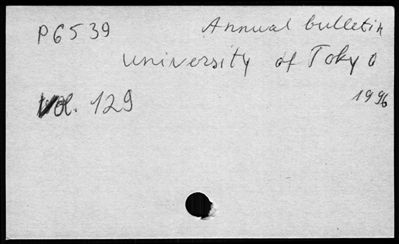 P6539 Annual bulletin
university of Tokyo
Vol. 129 1996